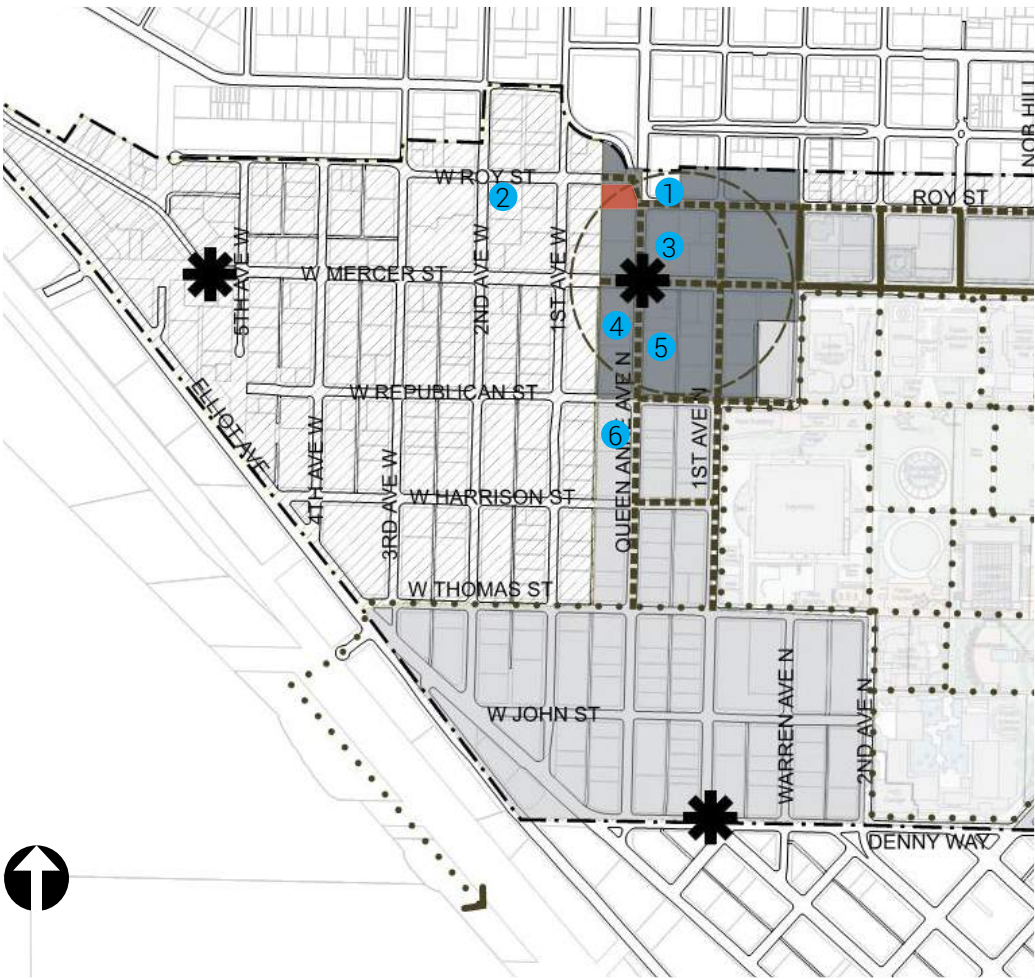 NOB HILL
W ROY ST
1
2
ROY ST
5TH AVE W
2ND AVE W
1ST AVE W
3
W MERCER ST
4
5
QUEEN ANNE AVE N
1ST AVE N
W REPUBLICAN ST
ELLIOT AVE
4TH AVE W
3RD AVE W
6
W HARRISON ST
W THOMAS ST
W JOHN ST
WARREN AVE N
2ND AVE N
DENNY WAY